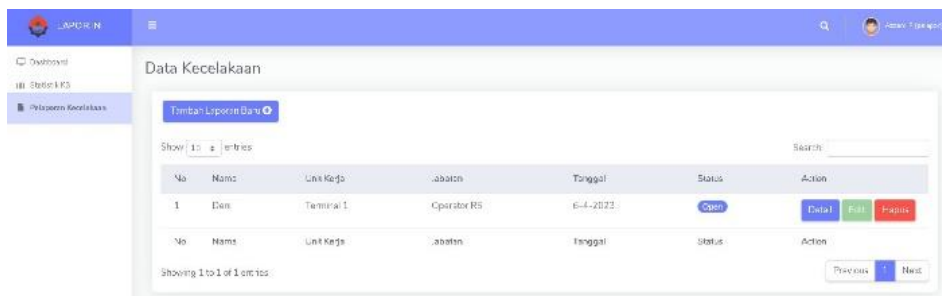 LAPORIN
Dashboard
Statistik K3
Pelaporan Kecelakaan
Data Kecelakaan
Tambah Laporan Baru
Show 10 entries
Search:
No Nama Unit Kerja Jabatan Tanggal Status Action
1 Deni Terminal 1 Operator RS 6-4-2023 Open Detail Edit Hapus
No Nama Unit Kerja Jabatan Tanggal Status Action
Showing 1 to 1 of 1 entries
Previous 1 Next